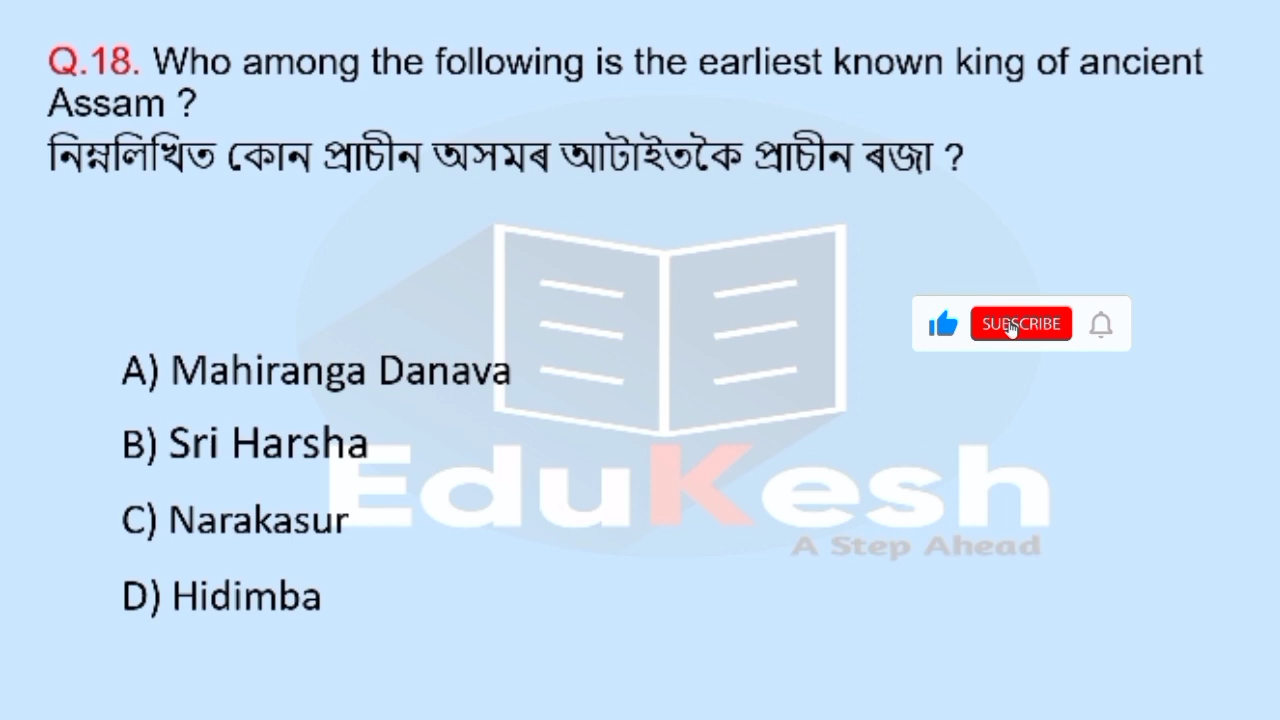 Q.18. Who among the following is the earliest known king of ancient
Assam ?
নিম্নলিখিত কোন প্ৰাচীন অসমৰ আটাইতকৈ প্ৰাচীন ৰজা ?
SUBSCRIBE
A) Mahiranga Danava
B) Sri Harsha
EduKesh
C) Narakasur
A Step Ahead
D) Hidimba